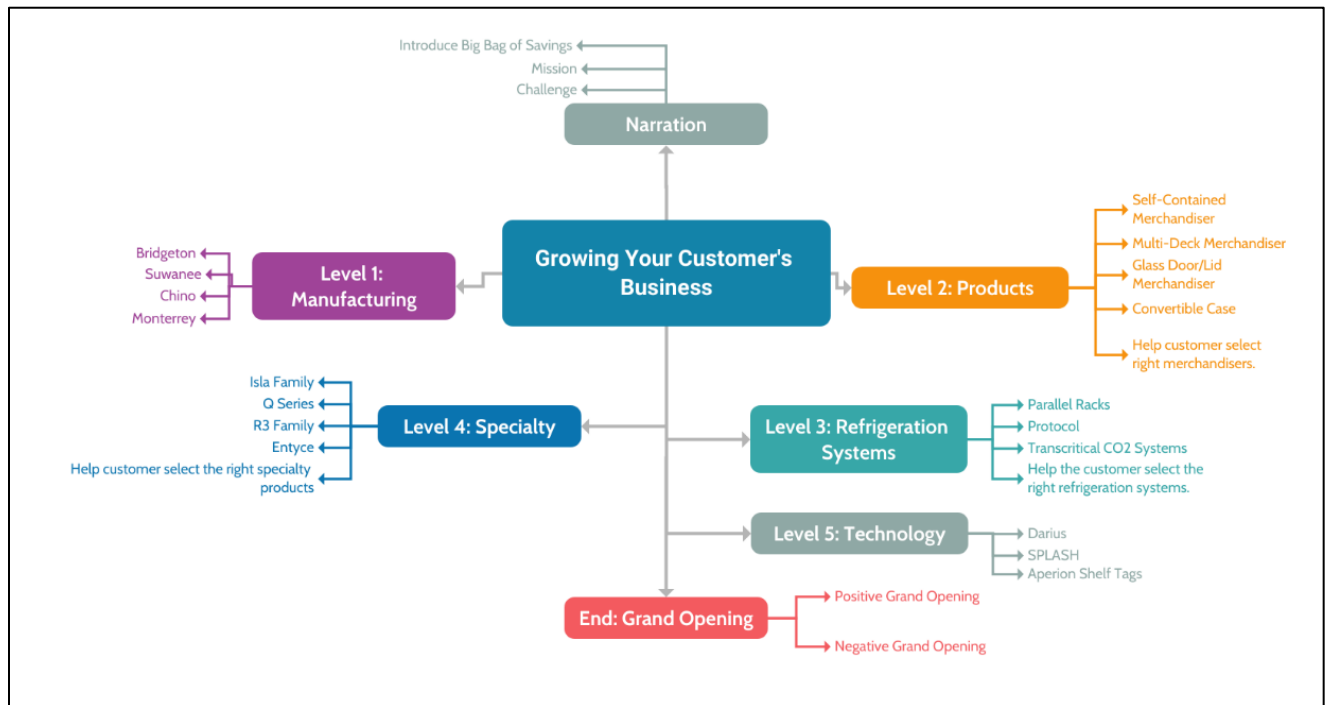 Introduce Big Bag of Savings
Mission
Challenge
Narration
Growing Your Customer's
Business
Level 1:
Manufacturing
Bridgeton
Suwanee
Chino
Monterrey
Level 2: Products
Self-Contained
Merchandiser
Multi-Deck Merchandiser
Glass Door/Lid
Merchandiser
Convertible Case
Help customer select
right merchandisers.
Level 4: Specialty
Isla Family
Q Series
R3 Family
Entyce
Help customer select the right specialty
products
Level 3: Refrigeration
Systems
Parallel Racks
Protocol
Transcritical CO2 Systems
Help the customer select the
right refrigeration systems.
Level 5: Technology
Darius
SPLASH
Aperion Shelf Tags
End: Grand Opening
Positive Grand Opening
Negative Grand Opening